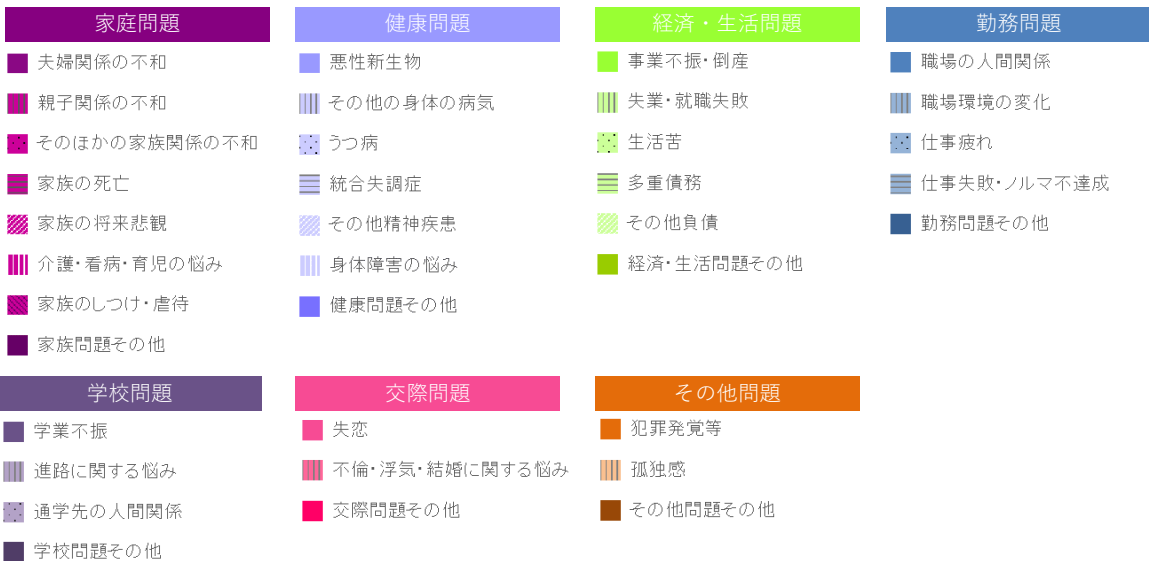 家庭問題
夫婦関係の不和
親子関係の不和
そのほかの家族関係の不和
家族の死亡
家族の将来悲観
介護・看病・育児の悩み
家族のしつけ・虐待
家族問題その他
健康問題
悪性新生物
その他の身体の病気
うつ病
統合失調症
その他精神疾患
身体障害の悩み
健康問題その他
経済・生活問題
事業不振・倒産
失業・就職失敗
生活苦
多重債務
その他負債
経済・生活問題その他
勤務問題
職場の人間関係
職場環境の変化
仕事疲れ
仕事失敗・ノルマ不達成
勤務問題その他
学校問題
学業不振
進路に関する悩み
通学先の人間関係
学校問題その他
交際問題
失恋
不倫・浮気・結婚に関する悩み
交際問題その他
その他問題
犯罪発覚等
孤独感
その他問題その他